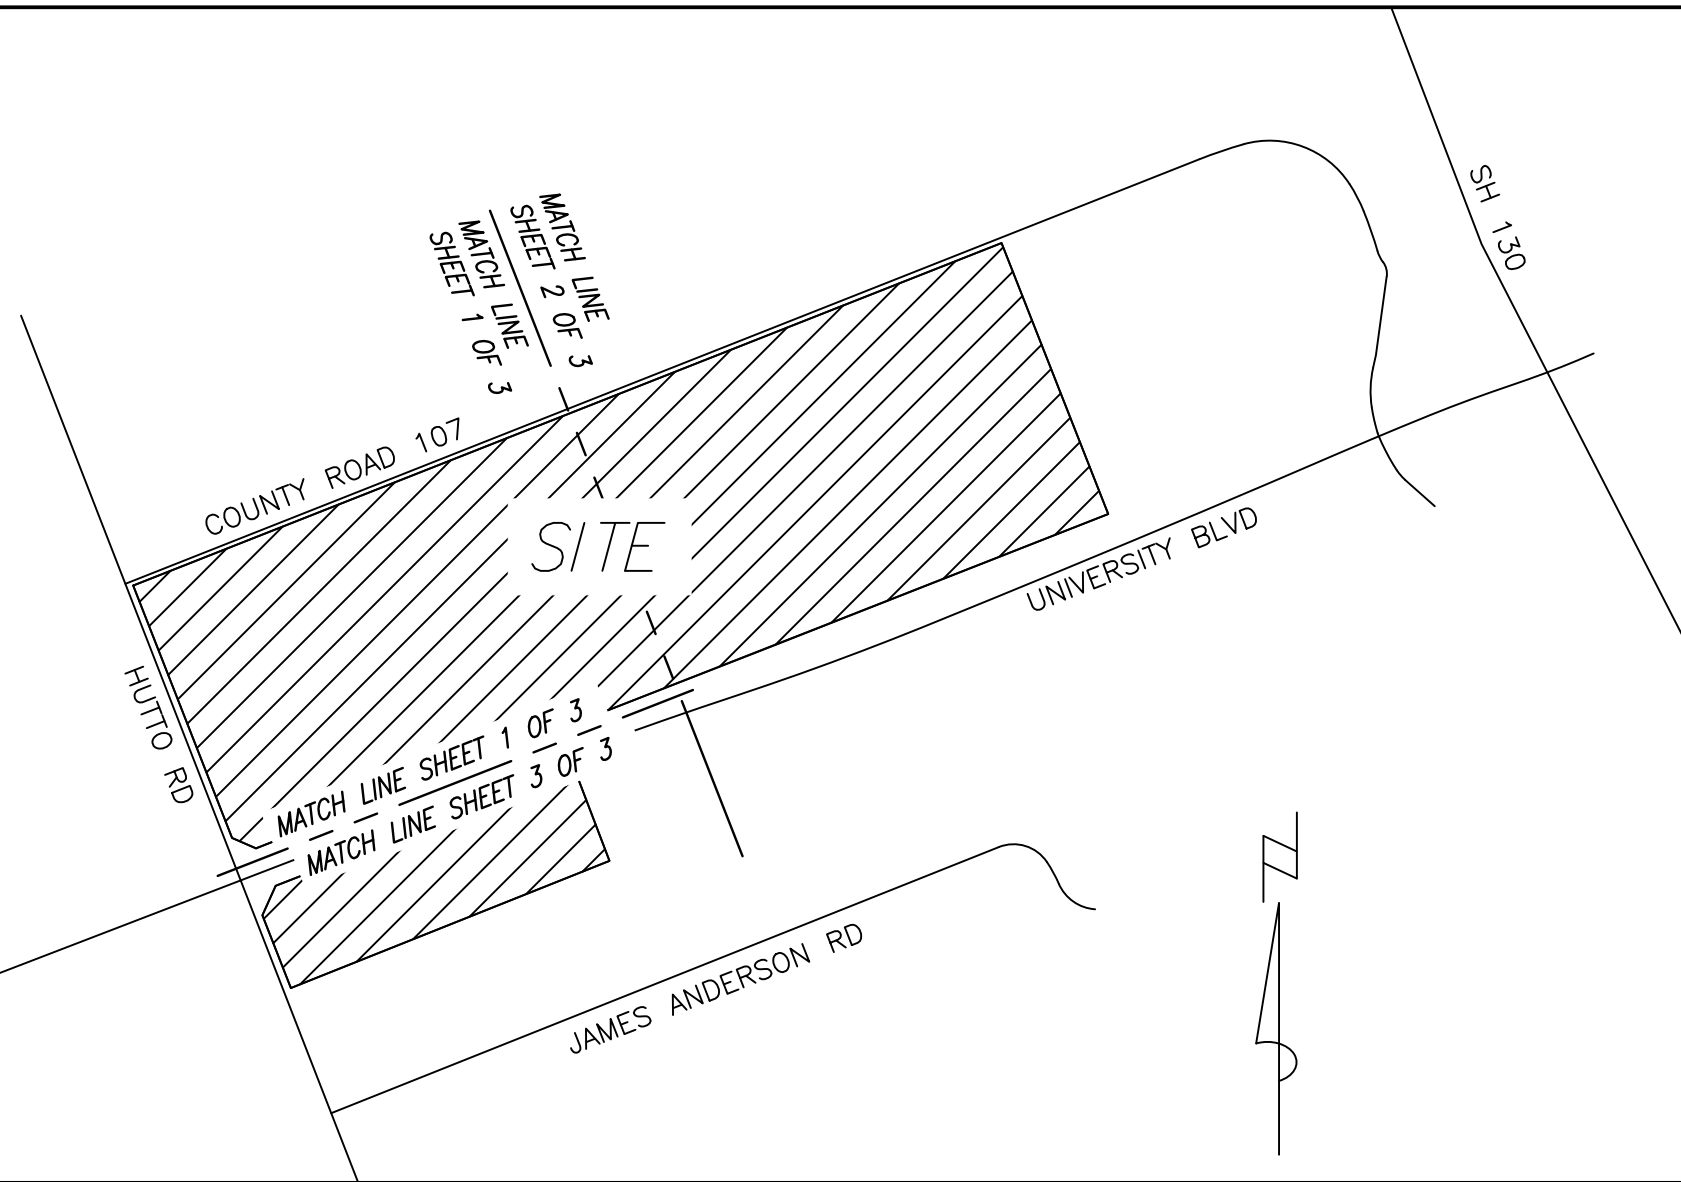 MATCH LINE
SHEET 2 OF 3
MATCH LINE
SHEET 1 OF 3
SH 130
COUNTY ROAD 107
SITE
UNIVERSITY BLVD
HUTTO RD
MATCH LINE SHEET 1 OF 3
MATCH LINE SHEET 3 OF 3
JAMES ANDERSON RD
N